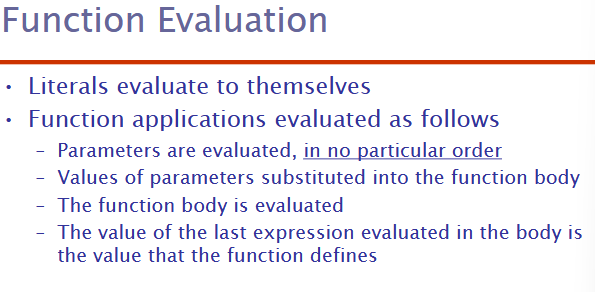 Function Evaluation
• Literals evaluate to themselves
• Function applications evaluated as follows
– Parameters are evaluated, in no particular order
– Values of parameters substituted into the function body
– The function body is evaluated
– The value of the last expression evaluated in the body is
the value that the function defines